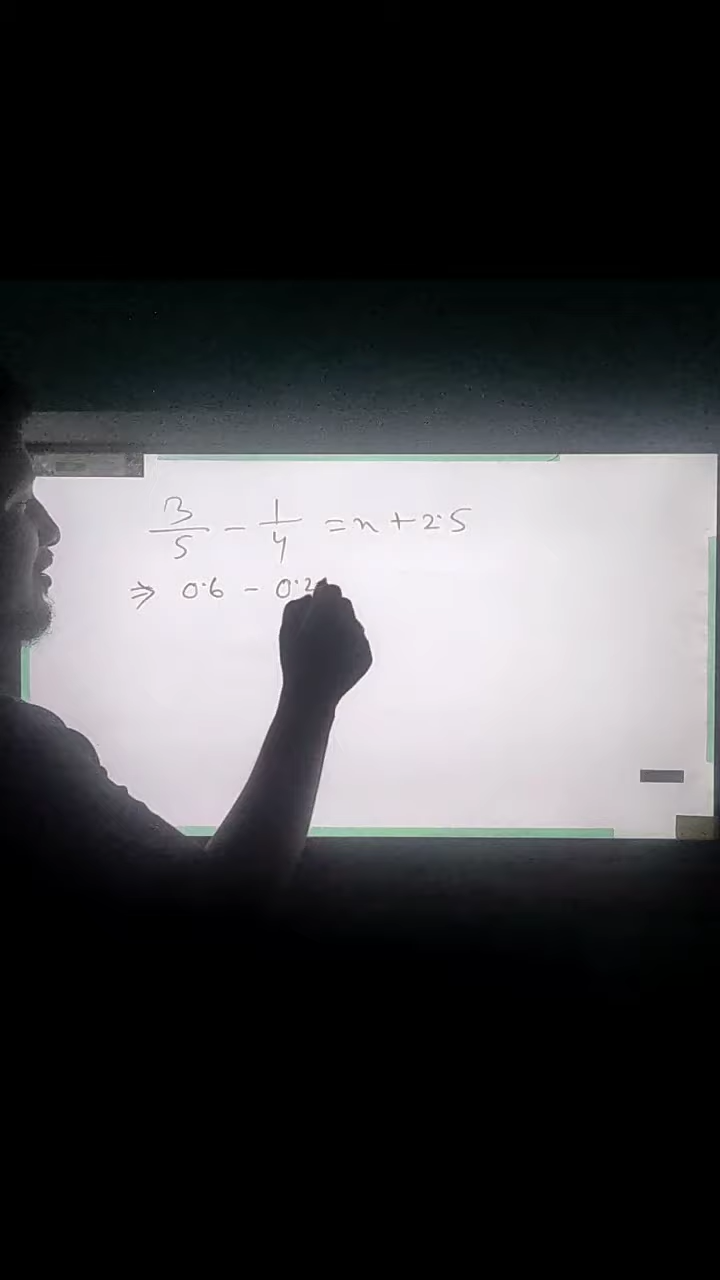 3/5 - 1/4 = x + 2.5
⇒ 0.6 - 0.2